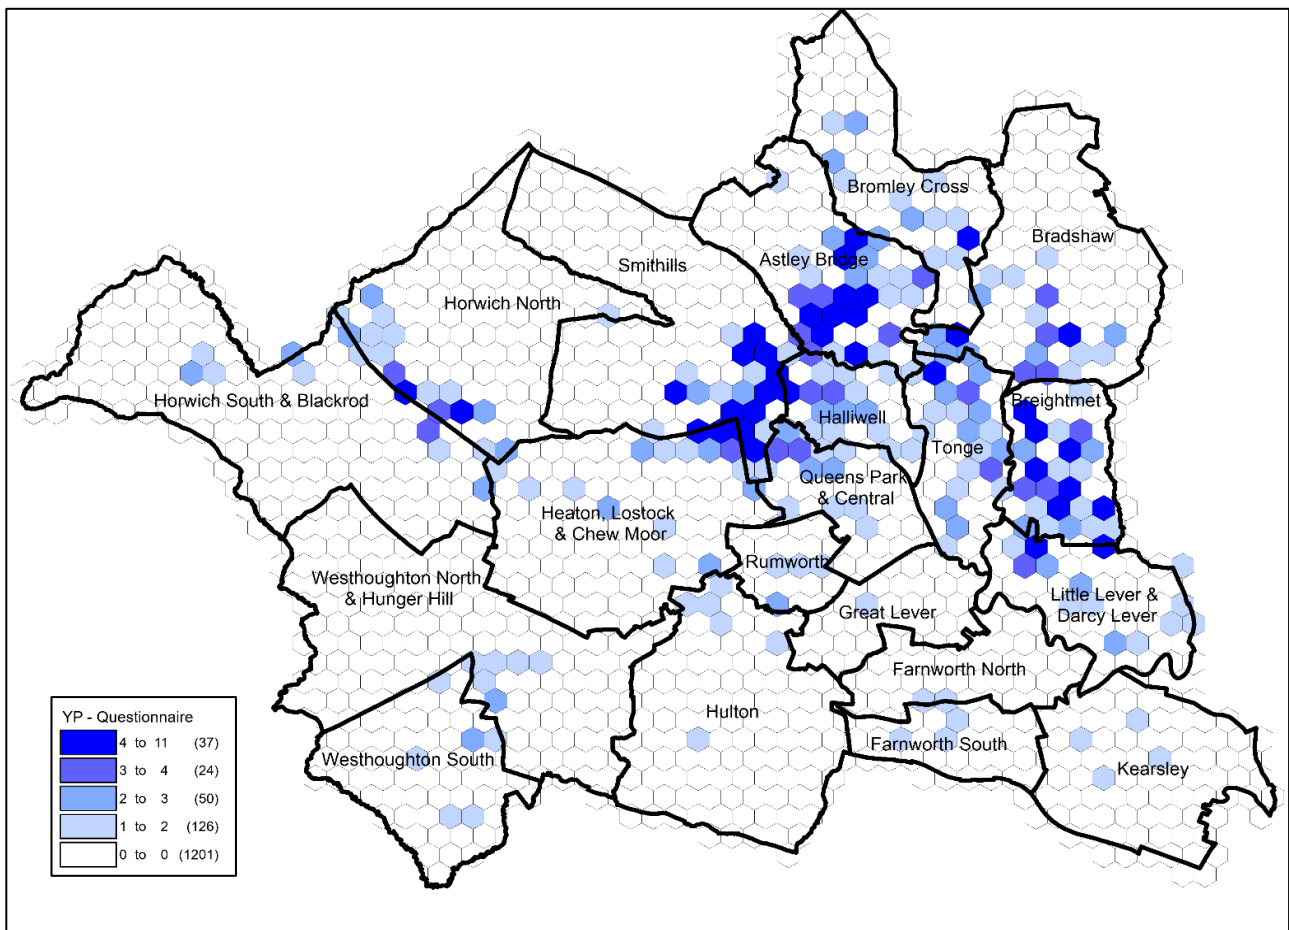 Bromley Cross
Bradshaw
Astley Bridge
Smithills
Horwich North
Horwich South & Blackrod
Breightmet
Halliwell
Tonge
Queens Park
& Central
Heaton, Lostock
& Chew Moor
Rumworth
Westhoughton North
& Hunger Hill
Little Lever &
Darcy Lever
Great Lever
Farnworth North
Hulton
Farnworth South
Westhoughton South
Kearsley
YP - Questionnaire
4 to 11 (37)
3 to 4 (24)
2 to 3 (50)
1 to 2 (126)
0 to 0 (1201)